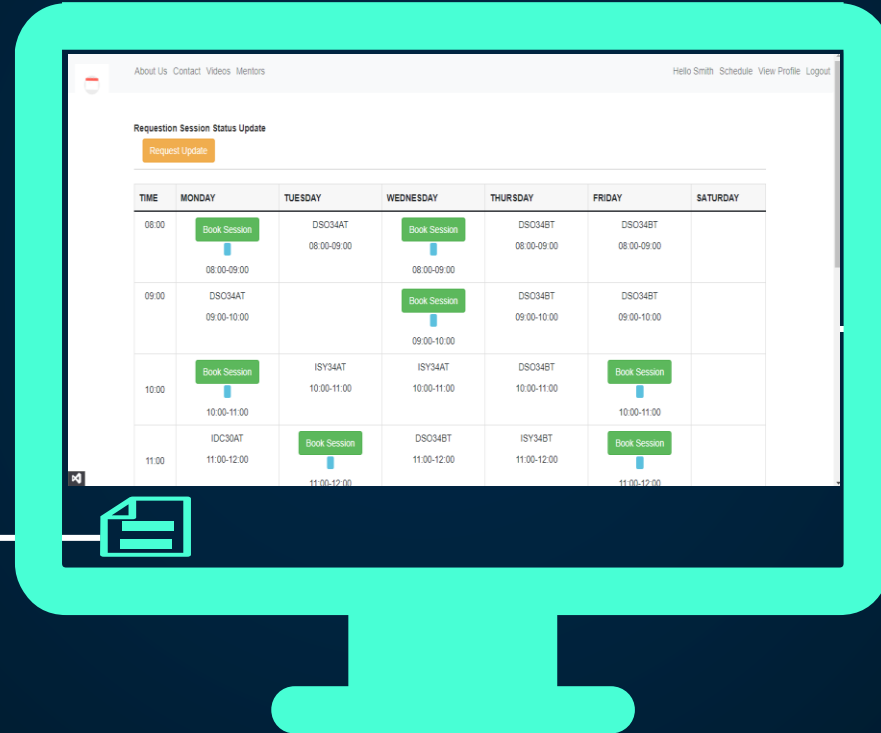 About Us Contact Videos Mentors
Hello Smith Schedule View Profile Logout
Requestion Session Status Update
Request Update
TIME MONDAY TUESDAY WEDNESDAY THURSDAY FRIDAY SATURDAY
08:00 Book Session DSO34AT Book Session DSO34BT DSO34BT
08:00-09:00 08:00-09:00 08:00-09:00
08:00-09:00 08:00-09:00
09:00 DSO34AT Book Session DSO34BT DSO34BT
09:00-10:00 09:00-10:00 09:00-10:00
09:00-10:00
Book Session ISY34AT ISY34AT DSO34BT Book Session
10:00 10:00-11:00 10:00-11:00 10:00-11:00
10:00-11:00 10:00-11:00
IDC30AT Book Session DSO34BT ISY34BT Book Session
11:00 11:00-12:00 11:00-12:00 11:00-12:00
11:00-12:00 11:00-12:00